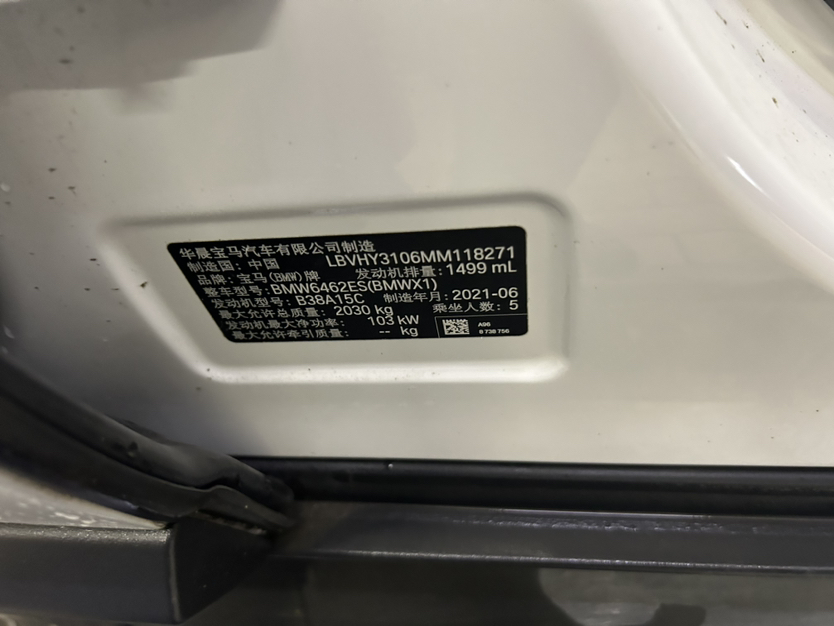 华晨宝马汽车有限公司制造
制造国：中国 LBVHY3106MM118271
品牌：宝马(BMW)牌 发动机排量：1499 mL
整车型号：BMW6462ES(BMWX1)
发动机型号：B38A15C 制造年月：2021-06
最大允许总质量：2030 kg 乘坐人数：5
发动机最大净功率：103 kW
最大允许牵引质量：-- kg
A96